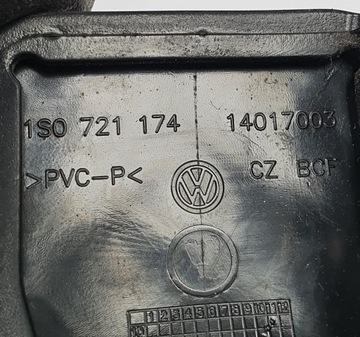 1S0 721 174 14017003
>PVC-P< CZ BCF
1 2 3 4 5 6 7 8 9 10 11 12